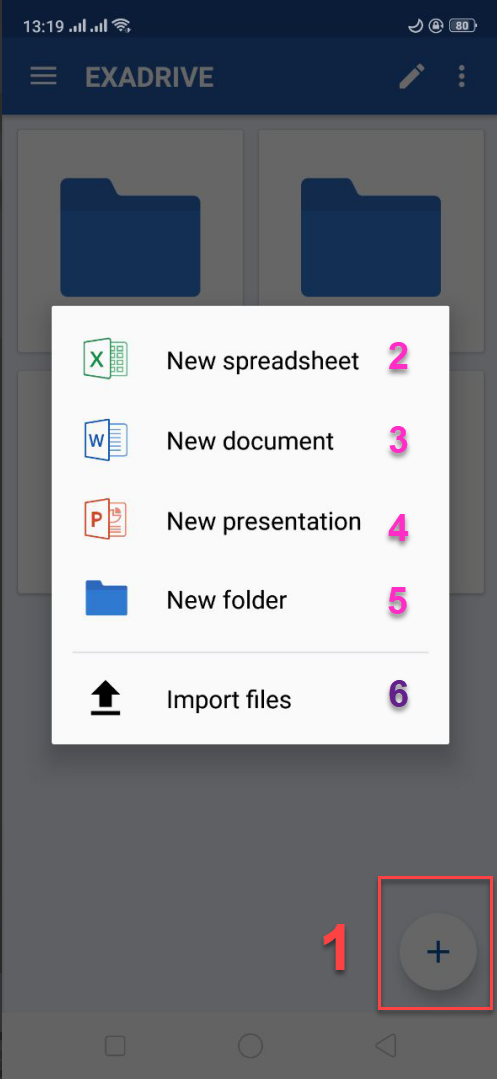 13:19
80
EXADRIVE
X
New spreadsheet 2
W
New document 3
P
New presentation 4
New folder 5
Import files 6
1
+